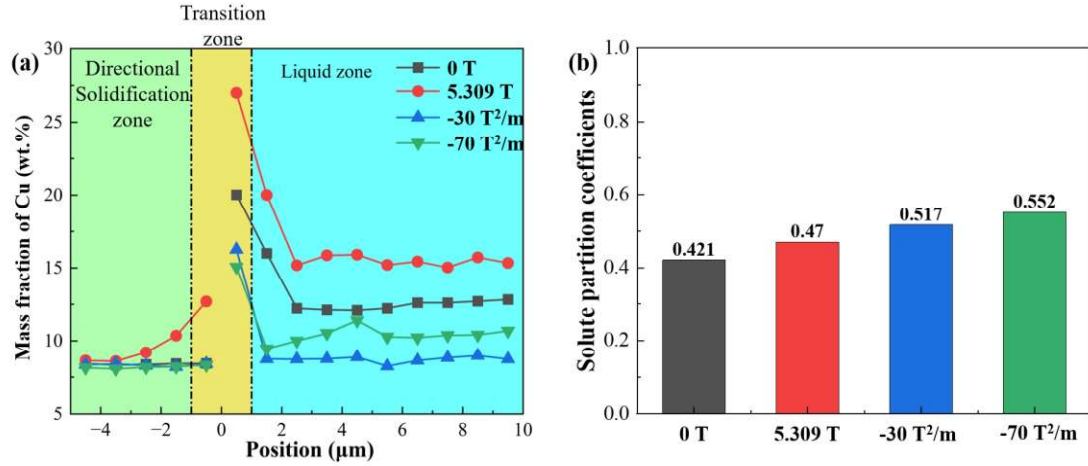 Transition
zone
(a)
Directional
Solidification
zone
Liquid zone
0 T
5.309 T
-30 T²/m
-70 T²/m
Mass fraction of Cu (wt.%)
30
25
20
15
10
5
−4
−2
0
2
4
6
8
10
Position (µm)
(b)
Solute partition coefficients
1.0
0.8
0.6
0.4
0.2
0.0
0.421
0.47
0.517
0.552
0 T
5.309 T
-30 T²/m
-70 T²/m